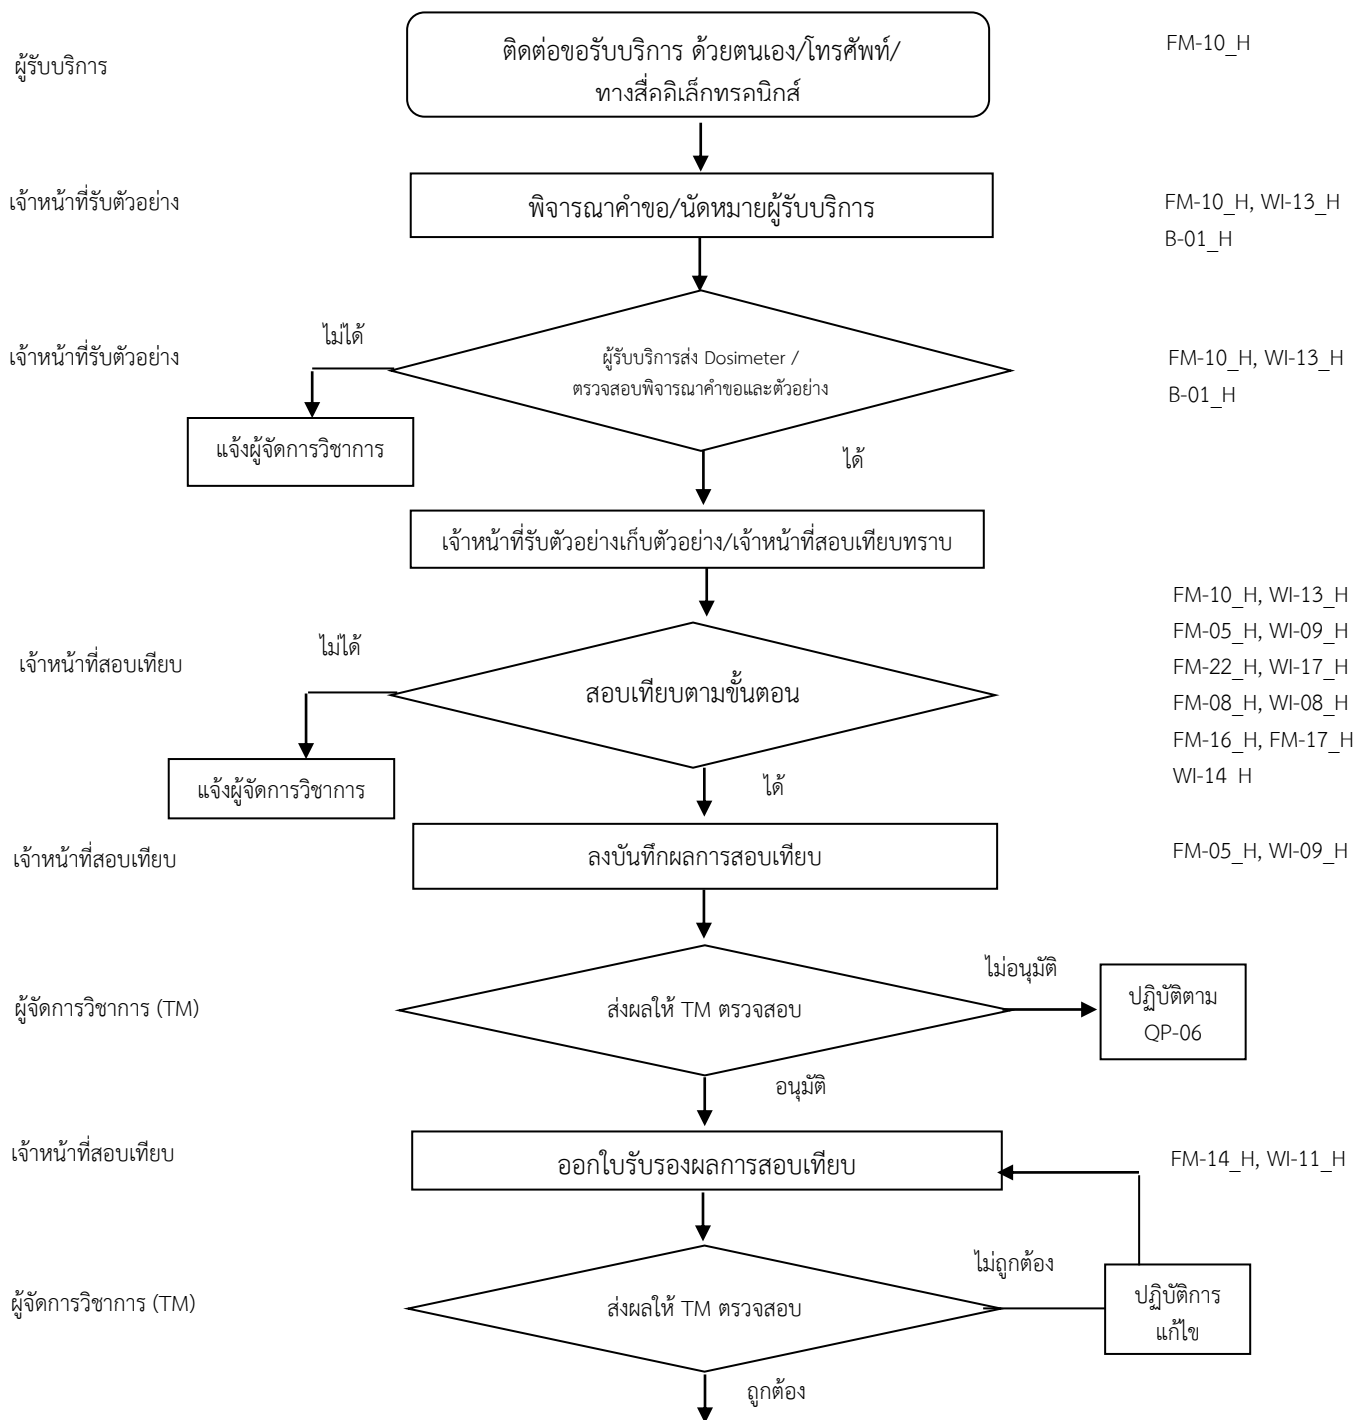 ผู้รับบริการ
ติดต่อขอรับบริการ ด้วยตนเอง/โทรศัพท์/
ทางสื่ออิเล็กทรอนิกส์
FM-10_H
เจ้าหน้าที่รับตัวอย่าง
พิจารณาคำขอ/นัดหมายผู้รับบริการ
FM-10_H, WI-13_H
B-01_H
เจ้าหน้าที่รับตัวอย่าง
ไม่ได้
ผู้รับบริการส่ง Dosimeter /
ตรวจสอบพิจารณาคำขอและตัวอย่าง
FM-10_H, WI-13_H
B-01_H
แจ้งผู้จัดการวิชาการ
ได้
เจ้าหน้าที่รับตัวอย่างเก็บตัวอย่าง/เจ้าหน้าที่สอบเทียบทราบ
เจ้าหน้าที่สอบเทียบ
ไม่ได้
สอบเทียบตามขั้นตอน
FM-10_H, WI-13_H
FM-05_H, WI-09_H
FM-22_H, WI-17_H
FM-08_H, WI-08_H
FM-16_H, FM-17_H
WI-14 H
แจ้งผู้จัดการวิชาการ
ได้
เจ้าหน้าที่สอบเทียบ
ลงบันทึกผลการสอบเทียบ
FM-05_H, WI-09_H
ผู้จัดการวิชาการ (TM)
ส่งผลให้ TM ตรวจสอบ
ไม่อนุมัติ
ปฏิบัติตาม
QP-06
อนุมัติ
เจ้าหน้าที่สอบเทียบ
ออกใบรับรองผลการสอบเทียบ
FM-14_H, WI-11_H
ผู้จัดการวิชาการ (TM)
ส่งผลให้ TM ตรวจสอบ
ไม่ถูกต้อง
ปฏิบัติการ
แก้ไข
ถูกต้อง